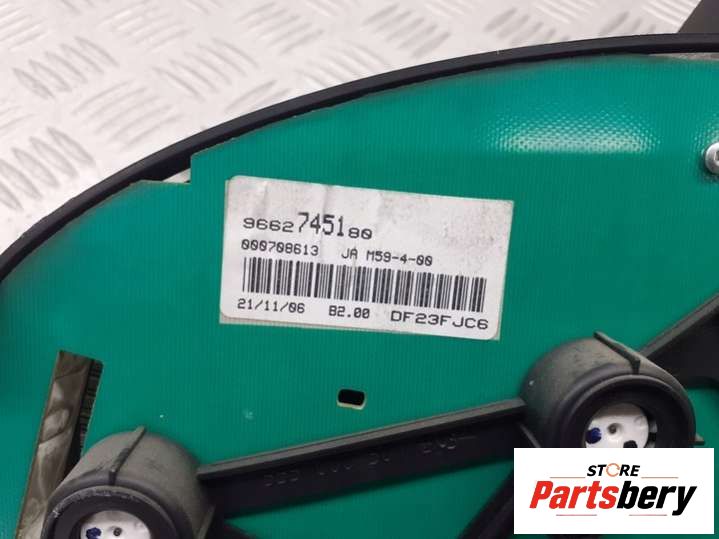 9662745180
000708613 JA M59-4-00
21/11/06 B2.00 DF23FJC6
STORE
Partsbery